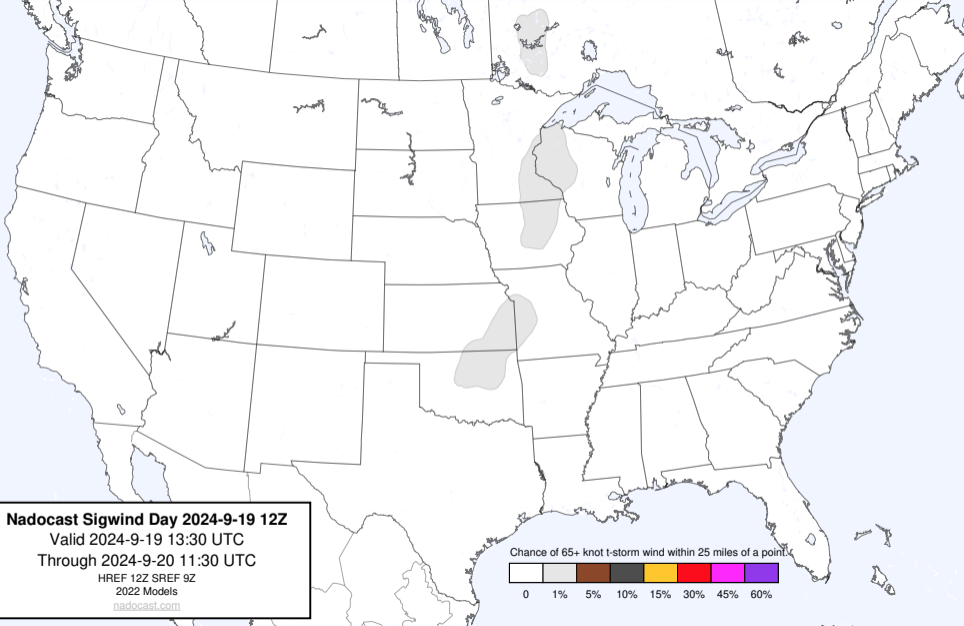 Nadocast Sigwind Day 2024-9-19 12Z
Valid 2024-9-19 13:30 UTC
Through 2024-9-20 11:30 UTC
HREF 12Z SREF 9Z
2022 Models
nadocast.com
Chance of 65+ knot t-storm wind within 25 miles of a point.
0 1% 5% 10% 15% 30% 45% 60%